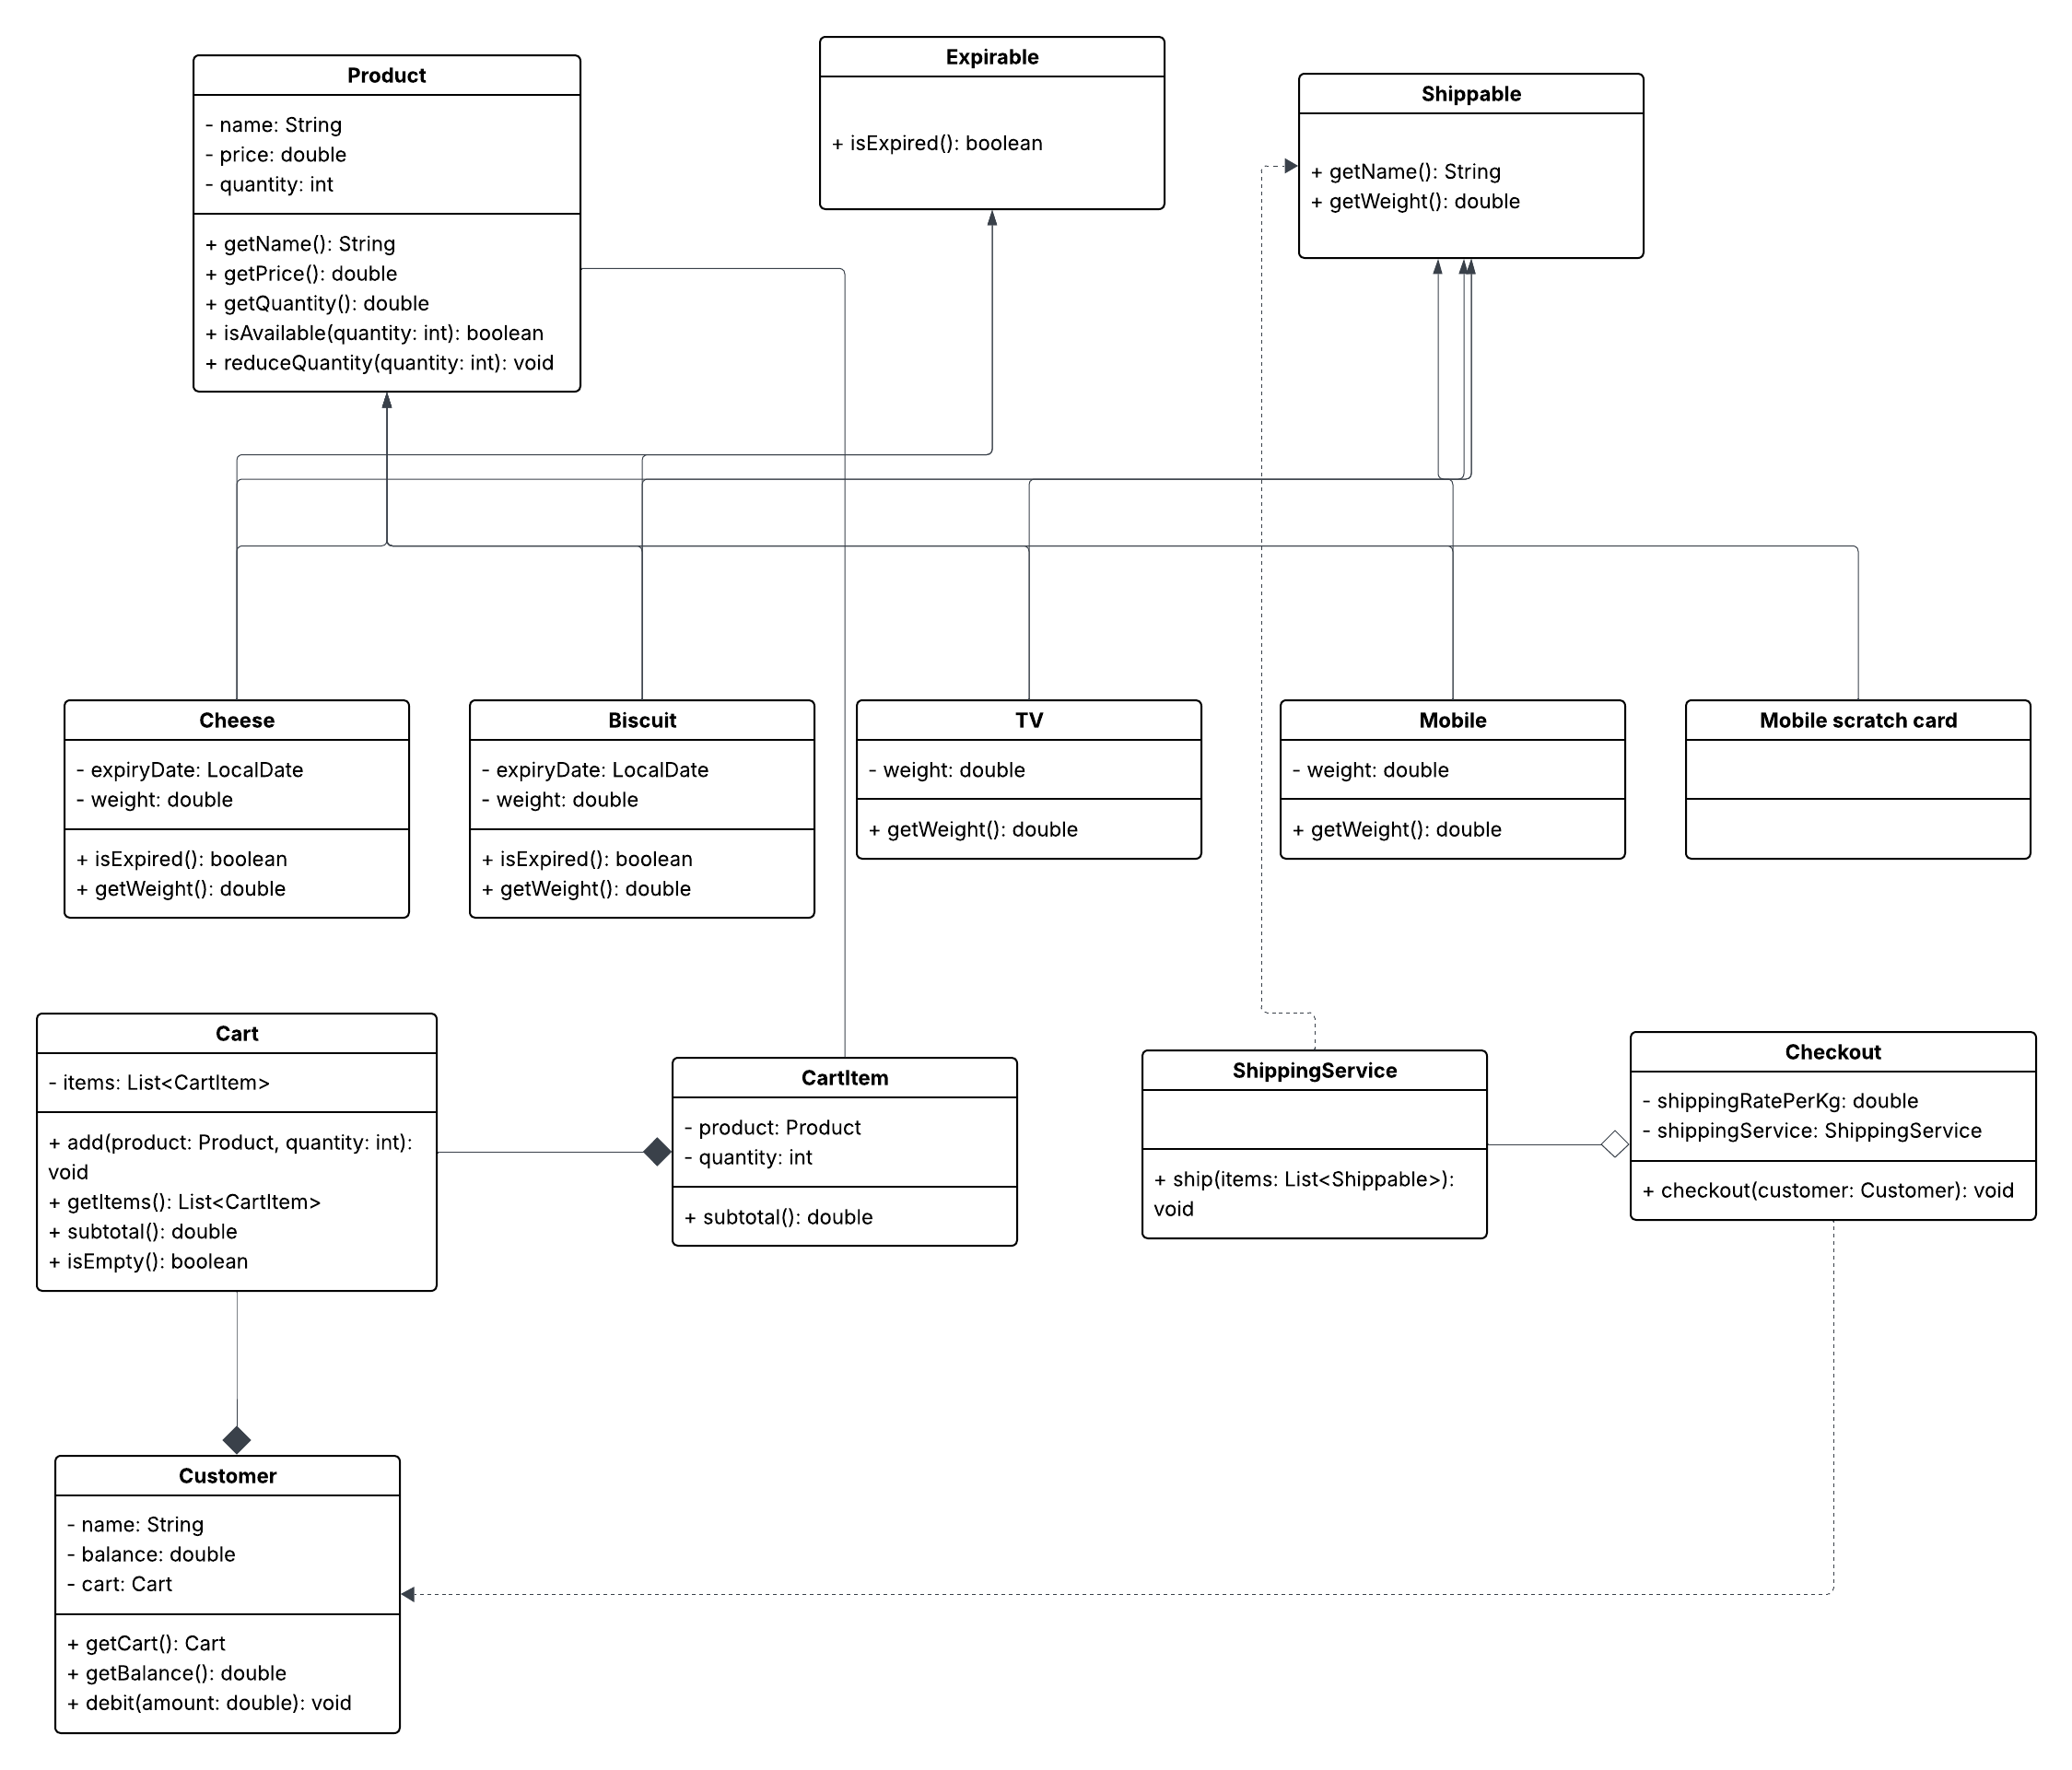 Product
- name: String
- price: double
- quantity: int
+ getName(): String
+ getPrice(): double
+ getQuantity(): double
+ isAvailable(quantity: int): boolean
+ reduceQuantity(quantity: int): void
Expirable
+ isExpired(): boolean
Shippable
+ getName(): String
+ getWeight(): double
Cheese
- expiryDate: LocalDate
- weight: double
+ isExpired(): boolean
+ getWeight(): double
Biscuit
- expiryDate: LocalDate
- weight: double
+ isExpired(): boolean
+ getWeight(): double
TV
- weight: double
+ getWeight(): double
Mobile
- weight: double
+ getWeight(): double
Mobile scratch card
Cart
- items: List<CartItem>
+ add(product: Product, quantity: int):
void
+ getItems(): List<CartItem>
+ subtotal(): double
+ isEmpty(): boolean
CartItem
- product: Product
- quantity: int
+ subtotal(): double
ShippingService
+ ship(items: List<Shippable>):
void
Checkout
- shippingRatePerKg: double
- shippingService: ShippingService
+ checkout(customer: Customer): void
Customer
- name: String
- balance: double
- cart: Cart
+ getCart(): Cart
+ getBalance(): double
+ debit(amount: double): void